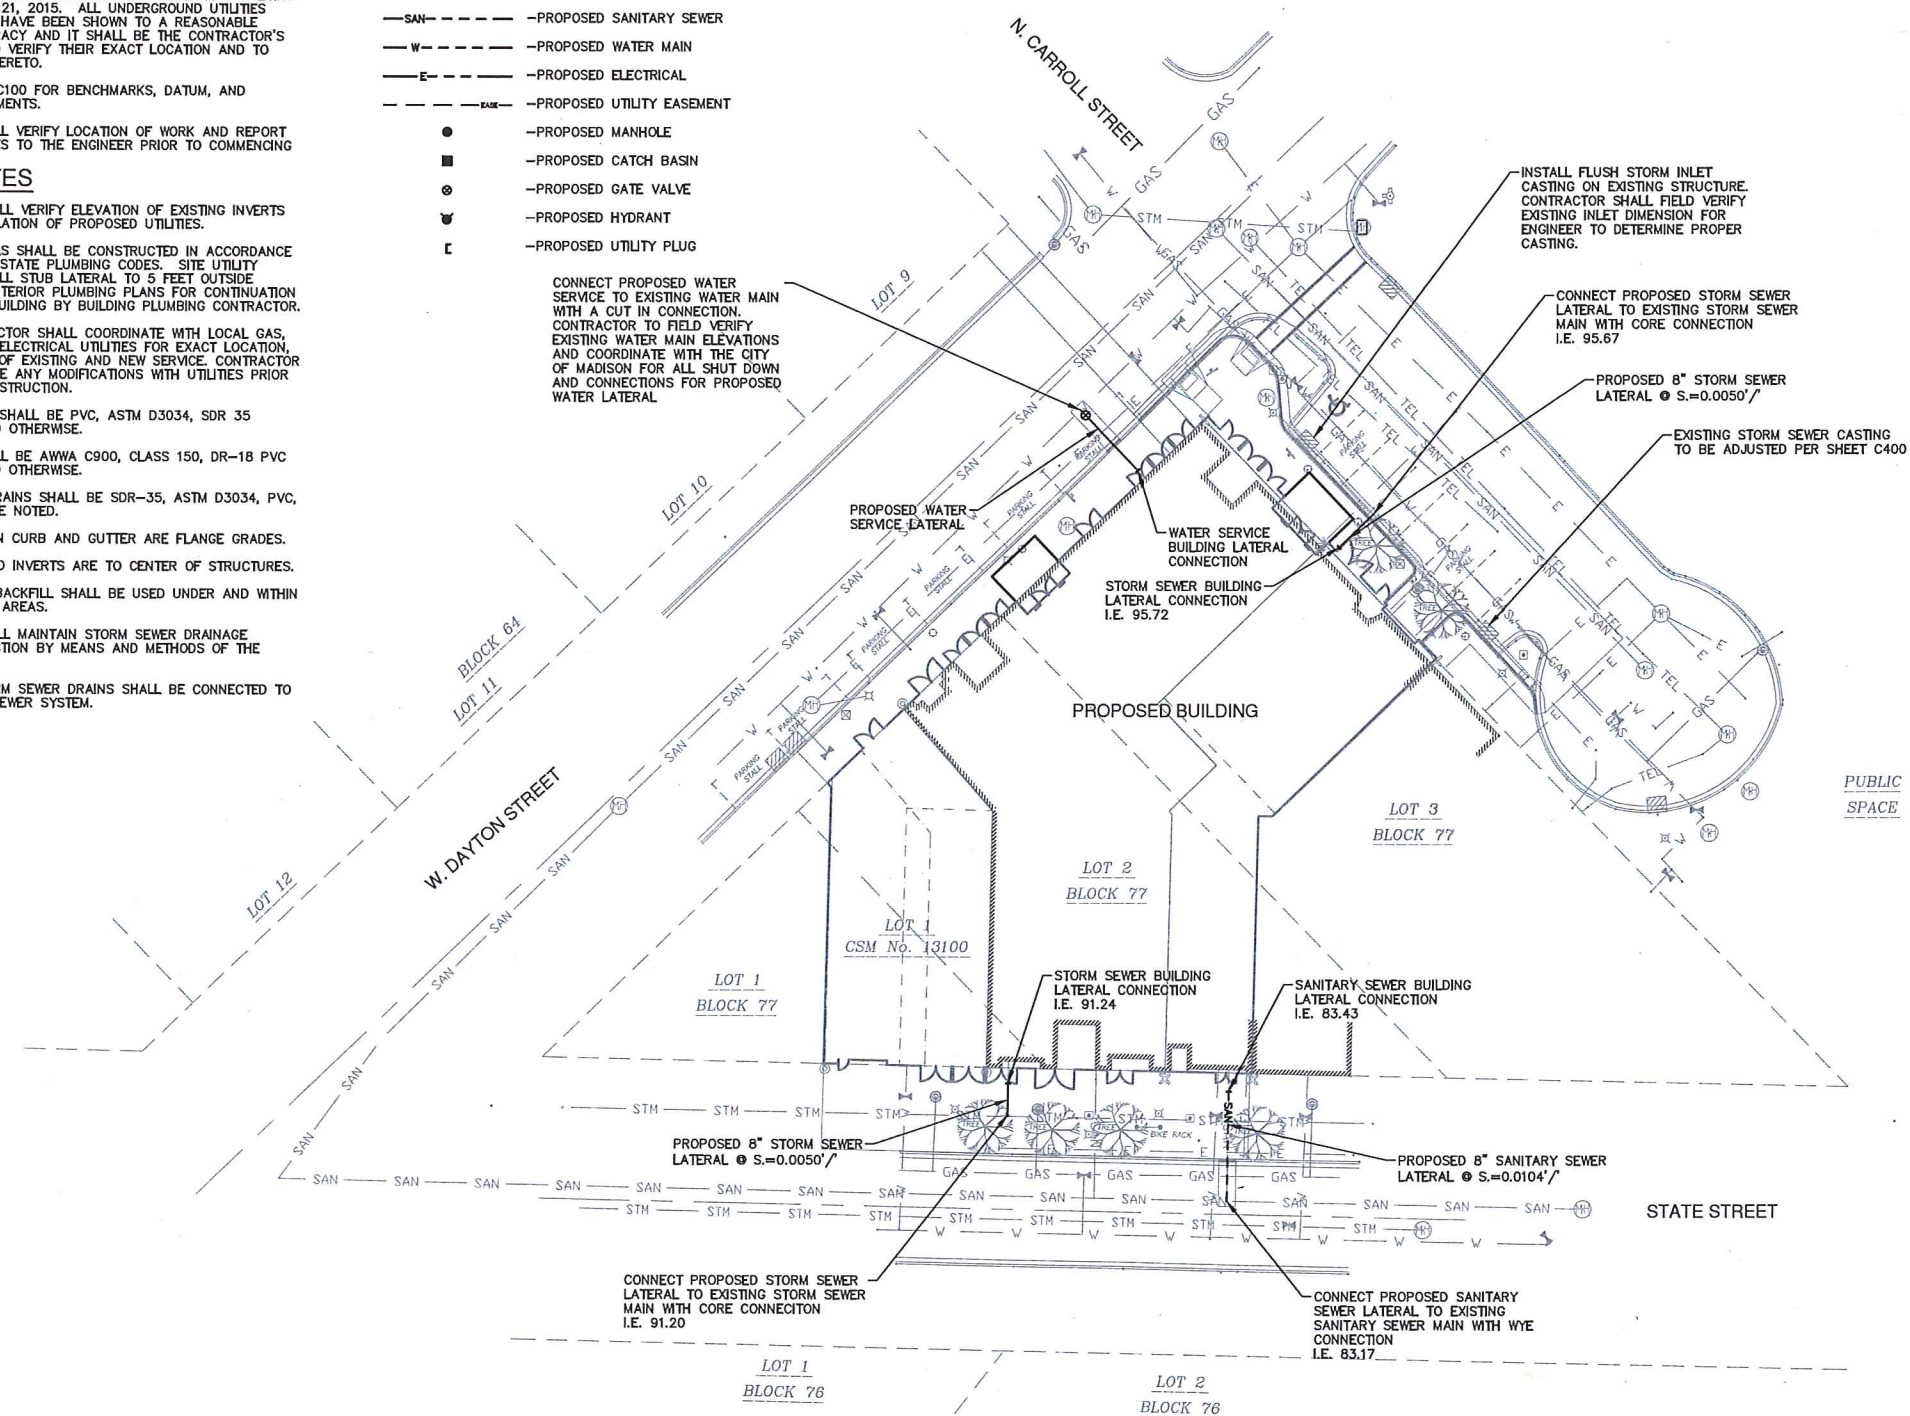 21, 2015. ALL UNDERGROUND UTILITIES
HAVE BEEN SHOWN TO A REASONABLE
ACY AND IT SHALL BE THE CONTRACTOR'S
VERIFY THEIR EXACT LOCATION AND TO
ERETO.
C100 FOR BENCHMARKS, DATUM, AND
MENTS.
LL VERIFY LOCATION OF WORK AND REPORT
ES TO THE ENGINEER PRIOR TO COMMENCING
TES
LL VERIFY ELEVATION OF EXISTING INVERTS
LATION OF PROPOSED UTILITIES.
LS SHALL BE CONSTRUCTED IN ACCORDANCE
STATE PLUMBING CODES. SITE UTILITY
LL STUB LATERAL TO 5 FEET OUTSIDE
TERIOR PLUMBING PLANS FOR CONTINUATION
UILDING BY BUILDING PLUMBING CONTRACTOR.
CTOR SHALL COORDINATE WITH LOCAL GAS,
ELECTRICAL UTILITIES FOR EXACT LOCATION,
OF EXISTING AND NEW SERVICE. CONTRACTOR
E ANY MODIFICATIONS WITH UTILITIES PRIOR
STRUCTION.
SHALL BE PVC, ASTM D3034, SDR 35
OTHERWISE.
LL BE AWWA C900, CLASS 150, DR-18 PVC
OTHERWISE.
RAINS SHALL BE SDR-35, ASTM D3034, PVC,
E NOTED.
N CURB AND GUTTER ARE FLANGE GRADES.
D INVERTS ARE TO CENTER OF STRUCTURES.
BACKFILL SHALL BE USED UNDER AND WITHIN
AREAS.
LL MAINTAIN STORM SEWER DRAINAGE
TION BY MEANS AND METHODS OF THE
RM SEWER DRAINS SHALL BE CONNECTED TO
EWER SYSTEM.
SAN -PROPOSED SANITARY SEWER
W -PROPOSED WATER MAIN
E -PROPOSED ELECTRICAL
EASE -PROPOSED UTILITY EASEMENT
-PROPOSED MANHOLE
-PROPOSED CATCH BASIN
-PROPOSED GATE VALVE
-PROPOSED HYDRANT
-PROPOSED UTILITY PLUG
CONNECT PROPOSED WATER
SERVICE TO EXISTING WATER MAIN
WITH A CUT IN CONNECTION.
CONTRACTOR TO FIELD VERIFY
EXISTING WATER MAIN ELEVATIONS
AND COORDINATE WITH THE CITY
OF MADISON FOR ALL SHUT DOWN
AND CONNECTIONS FOR PROPOSED
WATER LATERAL
N. CARROLL STREET
INSTALL FLUSH STORM INLET
CASTING ON EXISTING STRUCTURE.
CONTRACTOR SHALL FIELD VERIFY
EXISTING INLET DIMENSION FOR
ENGINEER TO DETERMINE PROPER
CASTING.
CONNECT PROPOSED STORM SEWER
LATERAL TO EXISTING STORM SEWER
MAIN WITH CORE CONNECTION
I.E. 95.67
PROPOSED 8" STORM SEWER
LATERAL @ S.=0.0050'/'
EXISTING STORM SEWER CASTING
TO BE ADJUSTED PER SHEET C400
LOT 9
LOT 10
BLOCK 64
LOT 11
LOT 12
W. DAYTON STREET
PROPOSED WATER
SERVICE LATERAL
WATER SERVICE
BUILDING LATERAL
CONNECTION
STORM SEWER BUILDING
LATERAL CONNECTION
I.E. 95.72
PROPOSED BUILDING
LOT 3
BLOCK 77
PUBLIC
SPACE
LOT 2
BLOCK 77
LOT 1
CSM No. 13100
LOT 1
BLOCK 77
STORM SEWER BUILDING
LATERAL CONNECTION
I.E. 91.24
SANITARY SEWER BUILDING
LATERAL CONNECTION
I.E. 83.43
PROPOSED 8" STORM SEWER
LATERAL @ S.=0.0050'/'
BIKE RACK
PROPOSED 8" SANITARY SEWER
LATERAL @ S.=0.0104'/'
STATE STREET
CONNECT PROPOSED STORM SEWER
LATERAL TO EXISTING STORM SEWER
MAIN WITH CORE CONNECITON
I.E. 91.20
CONNECT PROPOSED SANITARY
SEWER LATERAL TO EXISTING
SANITARY SEWER MAIN WITH WYE
CONNECTION
I.E. 83.17
LOT 1
BLOCK 76
LOT 2
BLOCK 76